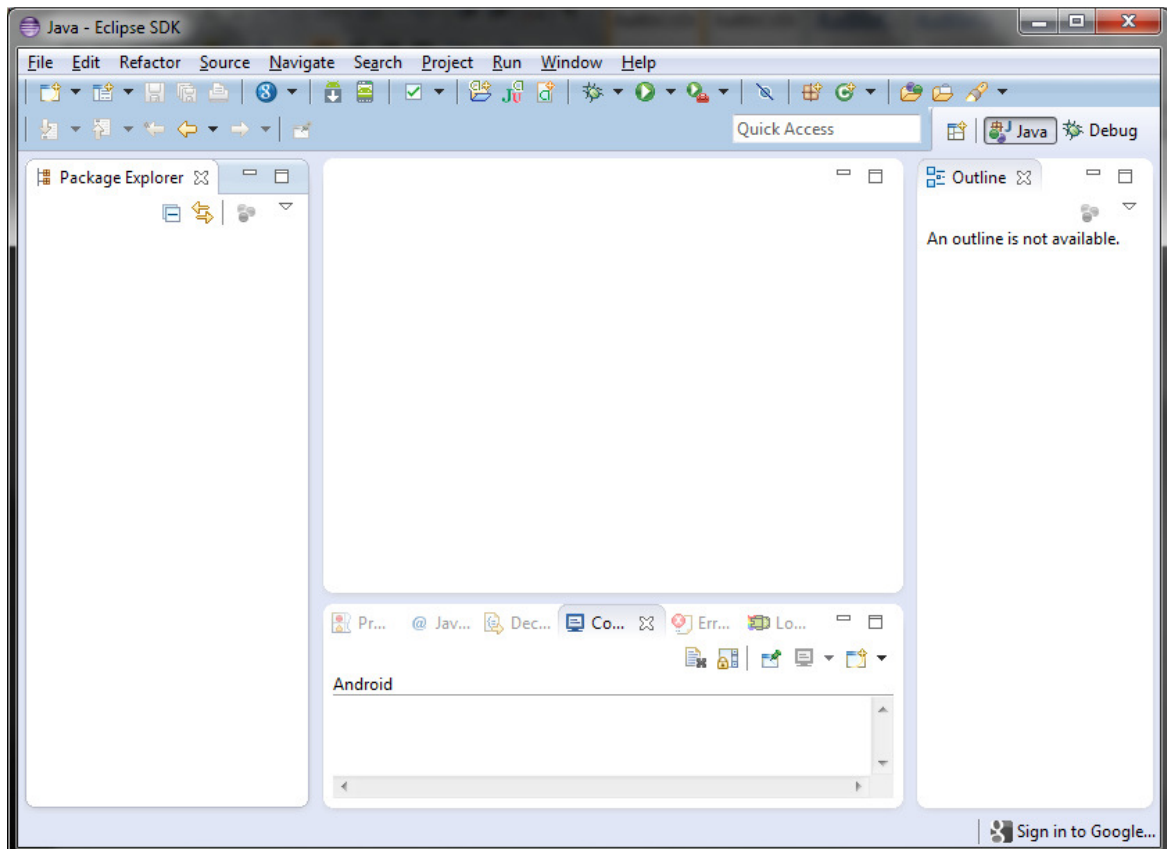 Java - Eclipse SDK
File Edit Refactor Source Navigate Search Project Run Window Help
Quick Access
Java Debug
Package Explorer
Outline
An outline is not available.
Pr... @ Jav... Dec... Co... Err... Lo...
Android
Sign in to Google...